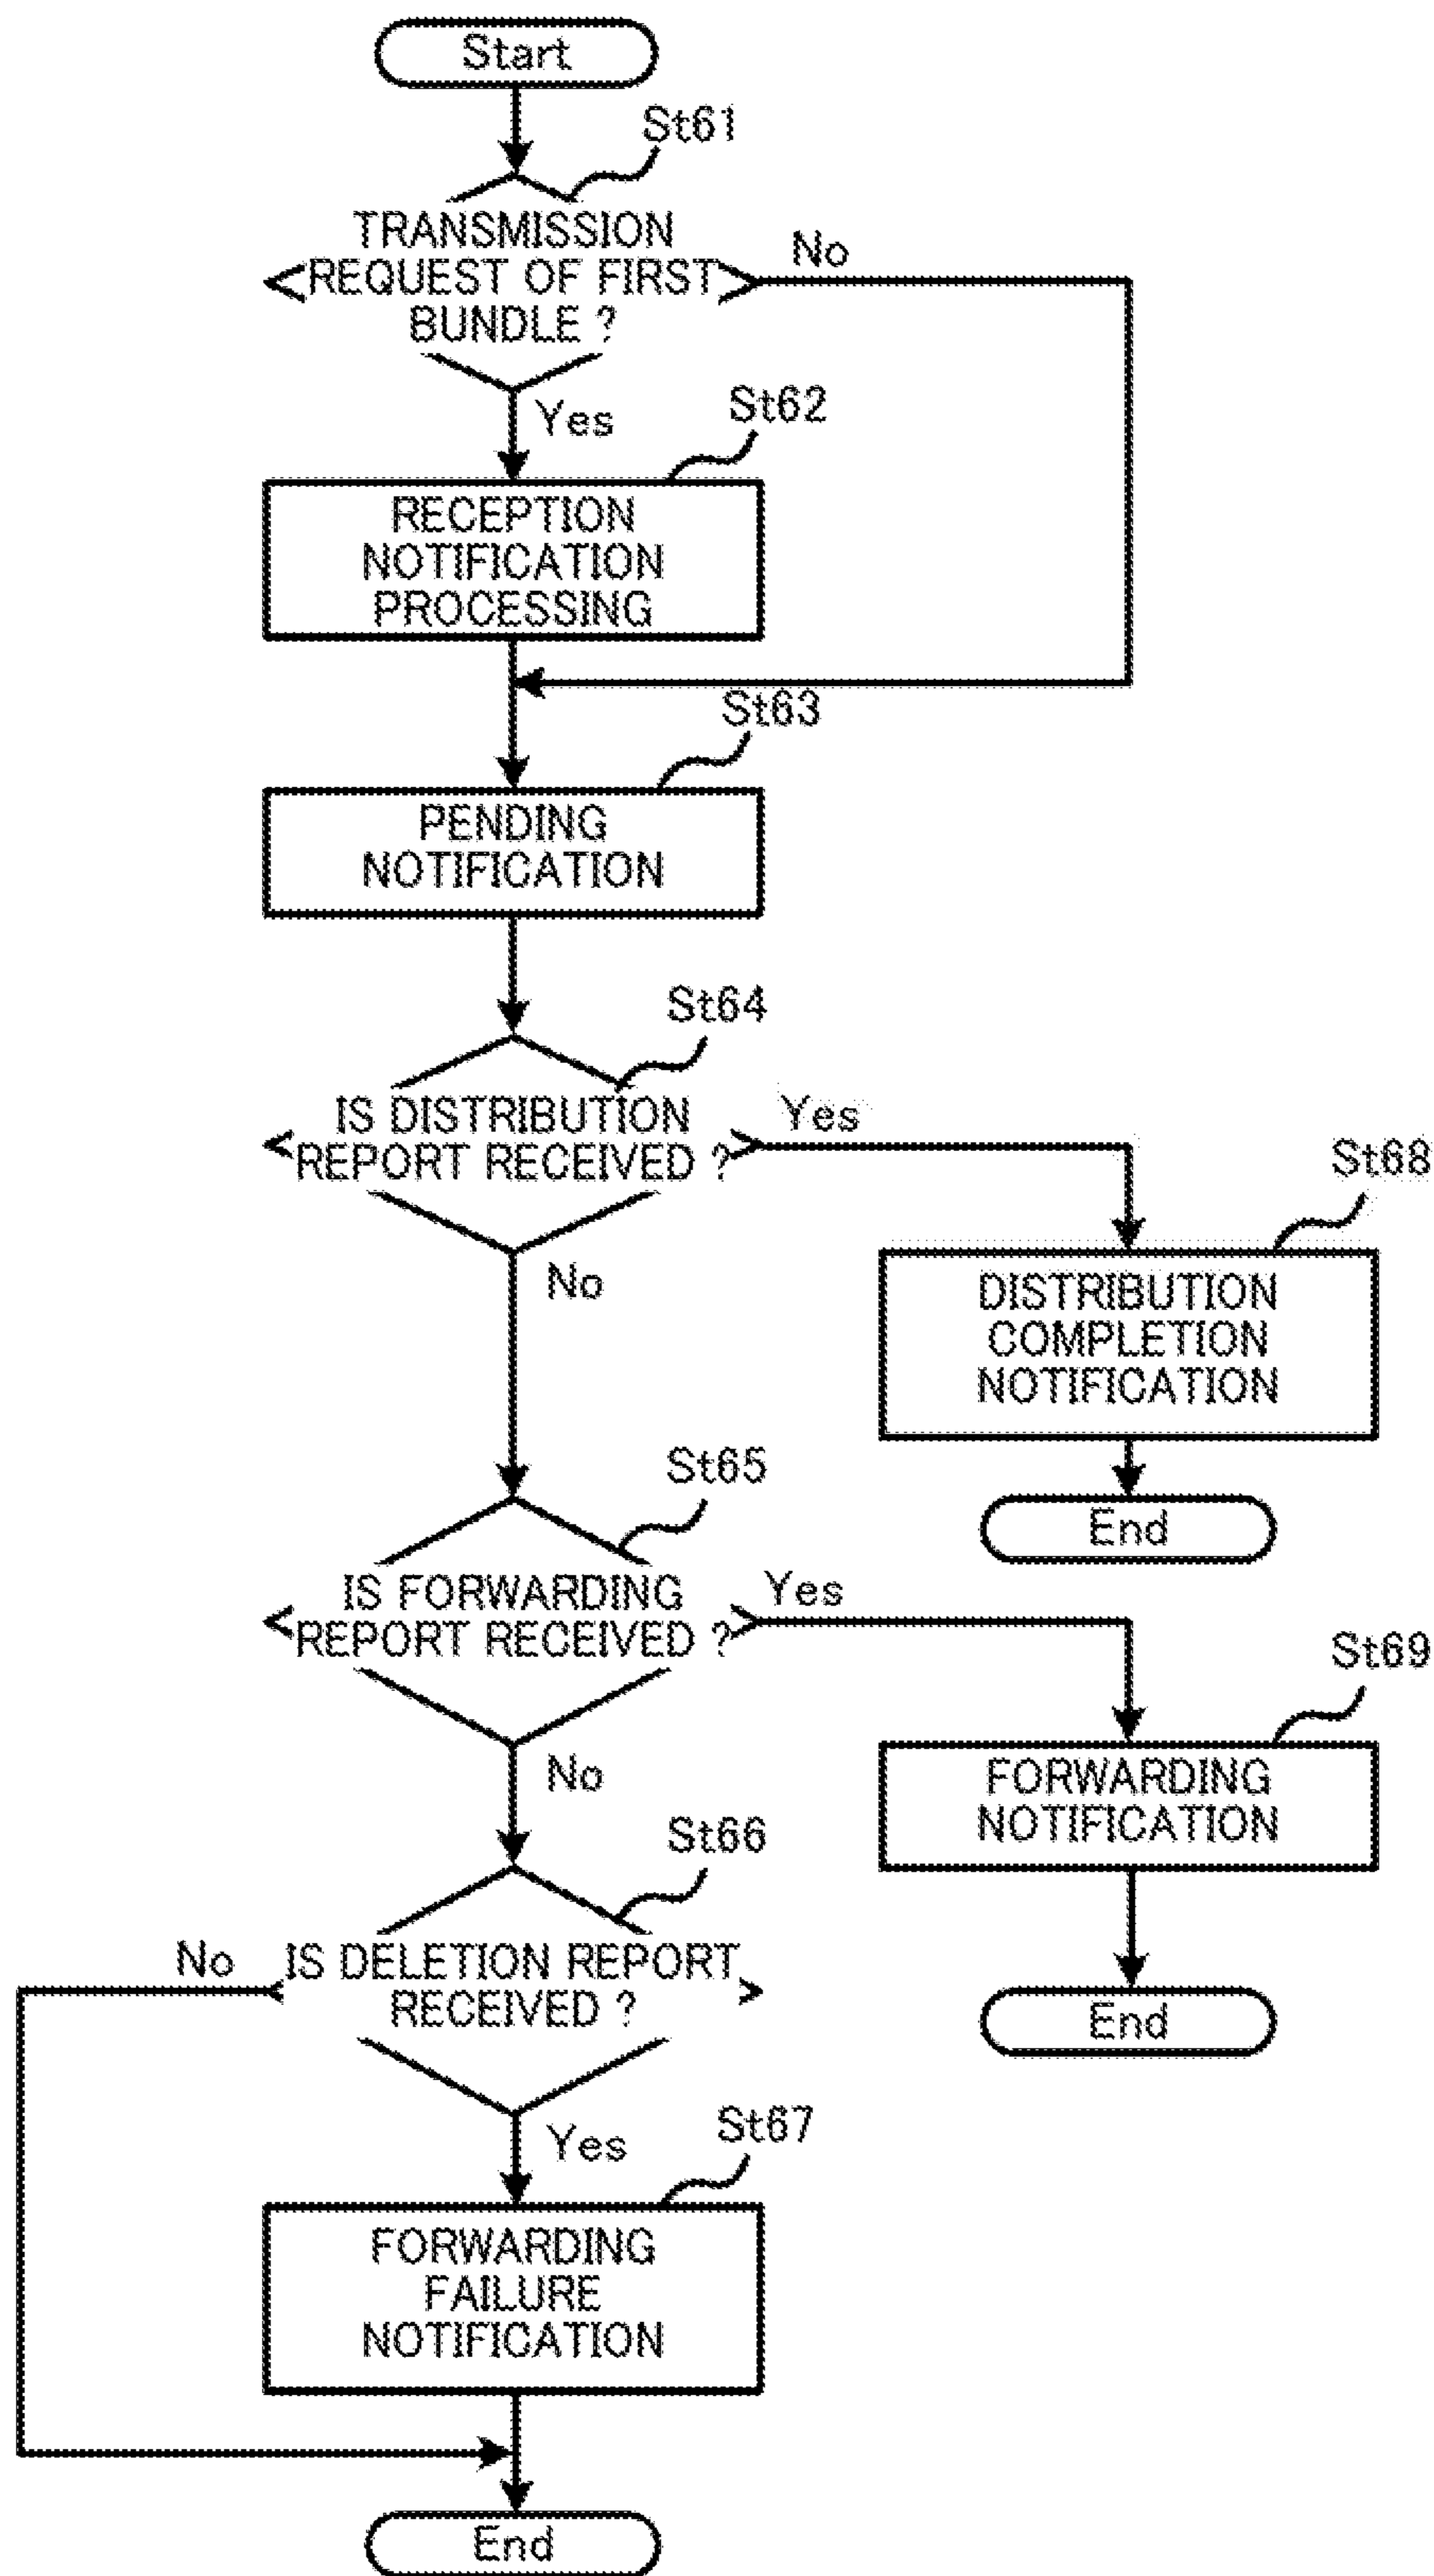 Start
St61
TRANSMISSION
REQUEST OF FIRST
BUNDLE ?
No
Yes
St62
RECEPTION
NOTIFICATION
PROCESSING
St63
PENDING
NOTIFICATION
St64
IS DISTRIBUTION
REPORT RECEIVED ?
Yes
No
St68
DISTRIBUTION
COMPLETION
NOTIFICATION
End
St65
IS FORWARDING
REPORT RECEIVED ?
Yes
No
St69
FORWARDING
NOTIFICATION
End
St66
No
IS DELETION REPORT
RECEIVED ?
Yes
St67
FORWARDING
FAILURE
NOTIFICATION
End